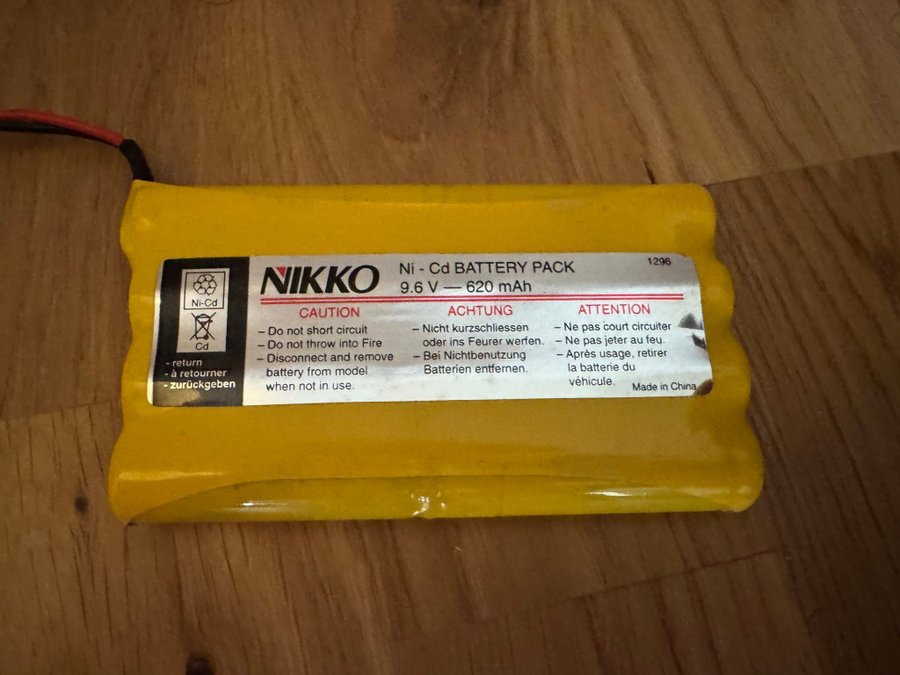 NIKKO
Ni - Cd BATTERY PACK
9.6 V — 620 mAh
1296
Ni-Cd
Cd
- return
- à retourner
- zurückgeben
CAUTION
– Do not short circuit
– Do not throw into Fire
– Disconnect and remove
battery from model
when not in use.
ACHTUNG
– Nicht kurzschliessen
oder ins Feurer werfen.
– Bei Nichtbenutzung
Batterien entfernen.
ATTENTION
– Ne pas court circuiter
– Ne pas jeter au feu.
– Après usage, retirer
la batterie du
véhicule.
Made in China